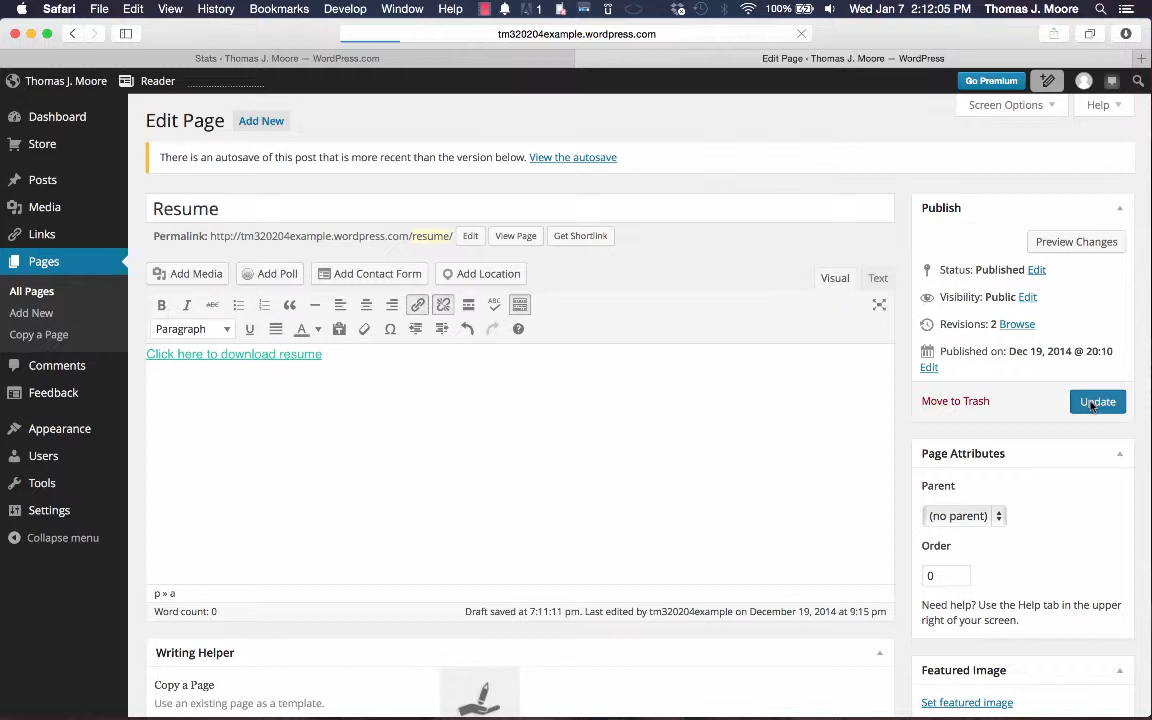 Safari File Edit View History Bookmarks Develop Window Help 1 100% Wed Jan 7 2:12:05 PM Thomas J. Moore
tm320204example.wordpress.com
Stats · Thomas J. Moore — WordPress.com
Edit Page · Thomas J. Moore — WordPress
Thomas J. Moore Reader Go Premium
Dashboard
Store
Posts
Media
Links
Pages
All Pages
Add New
Copy a Page
Comments
Feedback
Appearance
Users
Tools
Settings
Collapse menu
Screen Options Help
Edit Page Add New
There is an autosave of this post that is more recent than the version below. View the autosave
Resume
Permalink: http://tm320204example.wordpress.com/resume/ Edit View Page Get Shortlink
Add Media Add Poll Add Contact Form Add Location
Visual Text
B I ABC ABC
Paragraph U A Ω
Click here to download resume
p » a
Word count: 0
Draft saved at 7:11:11 pm. Last edited by tm320204example on December 19, 2014 at 9:15 pm
Writing Helper
Copy a Page
Use an existing page as a template.
Publish
Preview Changes
Status: Published Edit
Visibility: Public Edit
Revisions: 2 Browse
Published on: Dec 19, 2014 @ 20:10
Edit
Move to Trash Update
Page Attributes
Parent
(no parent)
Order
0
Need help? Use the Help tab in the upper
right of your screen.
Featured Image
Set featured image